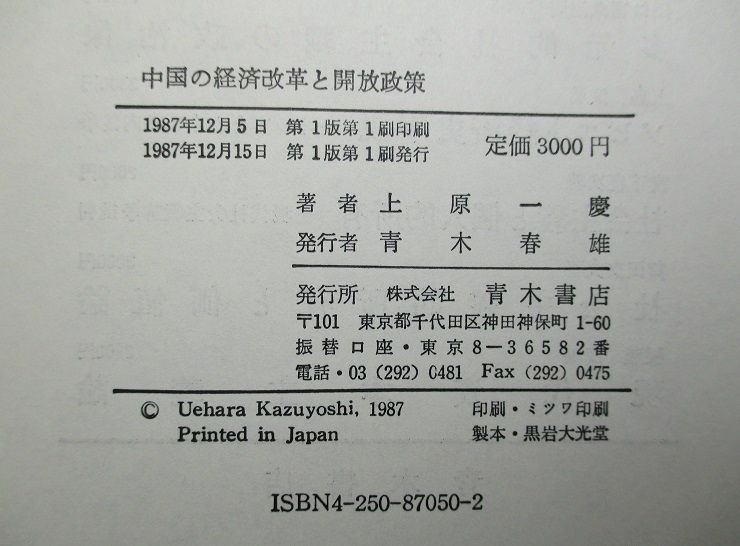 中国の経済改革と開放政策
1987年12月5日 第1版第1刷印刷
1987年12月15日 第1版第1刷発行
定価3000円
著者 上原一慶
発行者 青木春雄
発行所 株式会社 青木書店
〒101 東京都千代田区神田神保町1-60
振替口座・東京8-36582番
電話・03(292)0481 Fax(292)0475
© Uehara Kazuyoshi, 1987 印刷・ミツワ印刷
Printed in Japan 製本・黒岩大光堂
ISBN4-250-87050-2